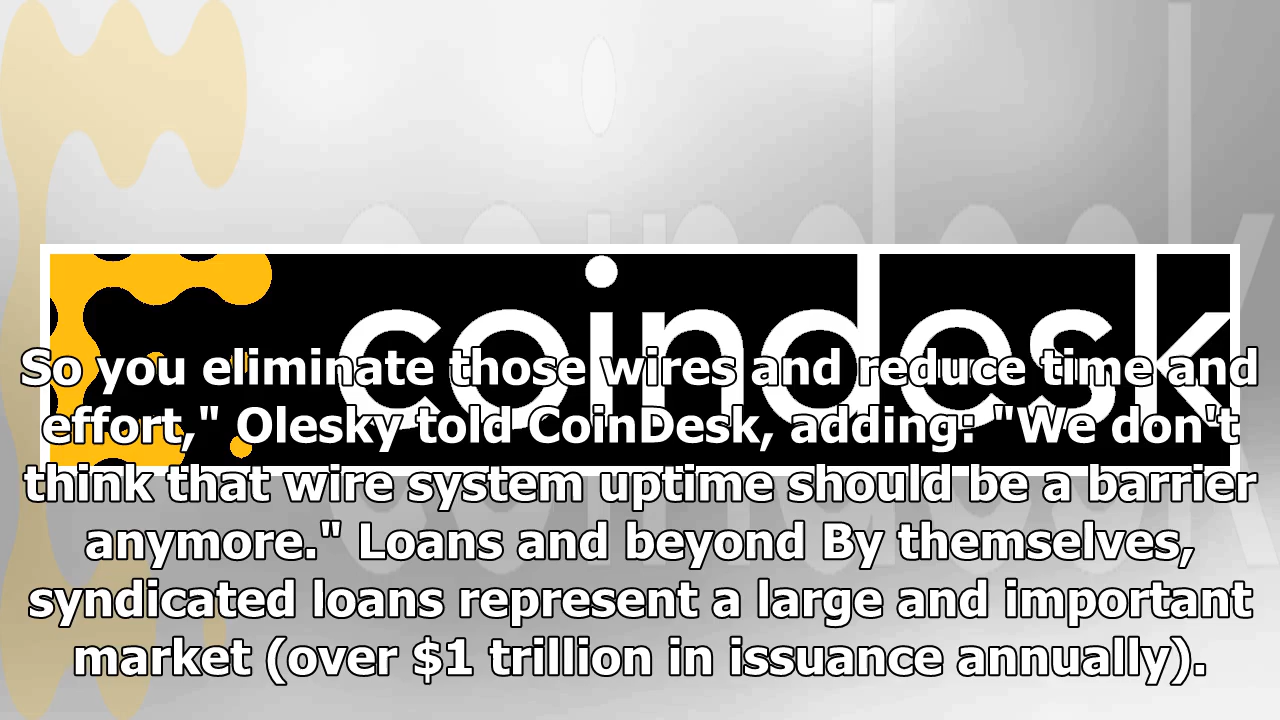 coindesk
So you eliminate those wires and reduce time and
effort," Olesky told CoinDesk, adding: "We don't
think that wire system uptime should be a barrier
anymore." Loans and beyond By themselves,
syndicated loans represent a large and important
market (over $1 trillion in issuance annually).